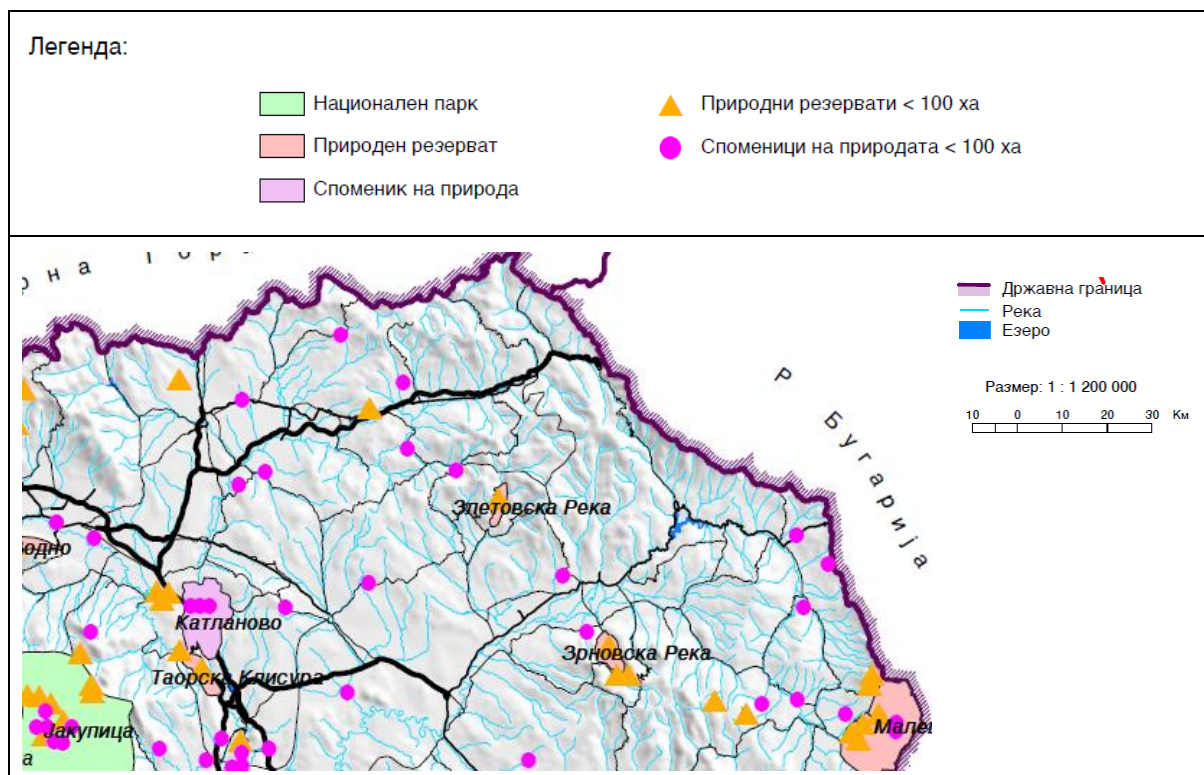 Легенда:
Национален парк
Природен резерват
Споменик на природа
Природни резервати < 100 ха
Споменици на природата < 100 ха
Државна граница
Река
Езеро
Размер: 1 : 1 200 000
10 0 10 20 30 Км
Р Бугарија
Злетовска Река
Катланово
Таорска Клисура
Зрновска Река
Јакупица